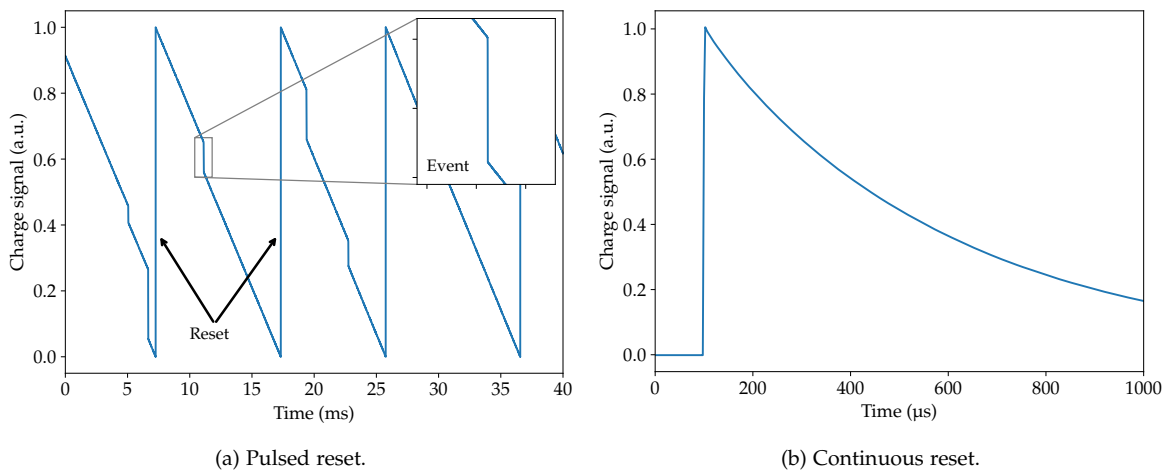 1.0
0.8
0.6
0.4
0.2
0.0
Charge signal (a.u.)
Event
Reset
0 5 10 15 20 25 30 35 40
Time (ms)
(a) Pulsed reset.
1.0
0.8
0.6
0.4
0.2
0.0
Charge signal (a.u.)
0 200 400 600 800 1000
Time (μs)
(b) Continuous reset.